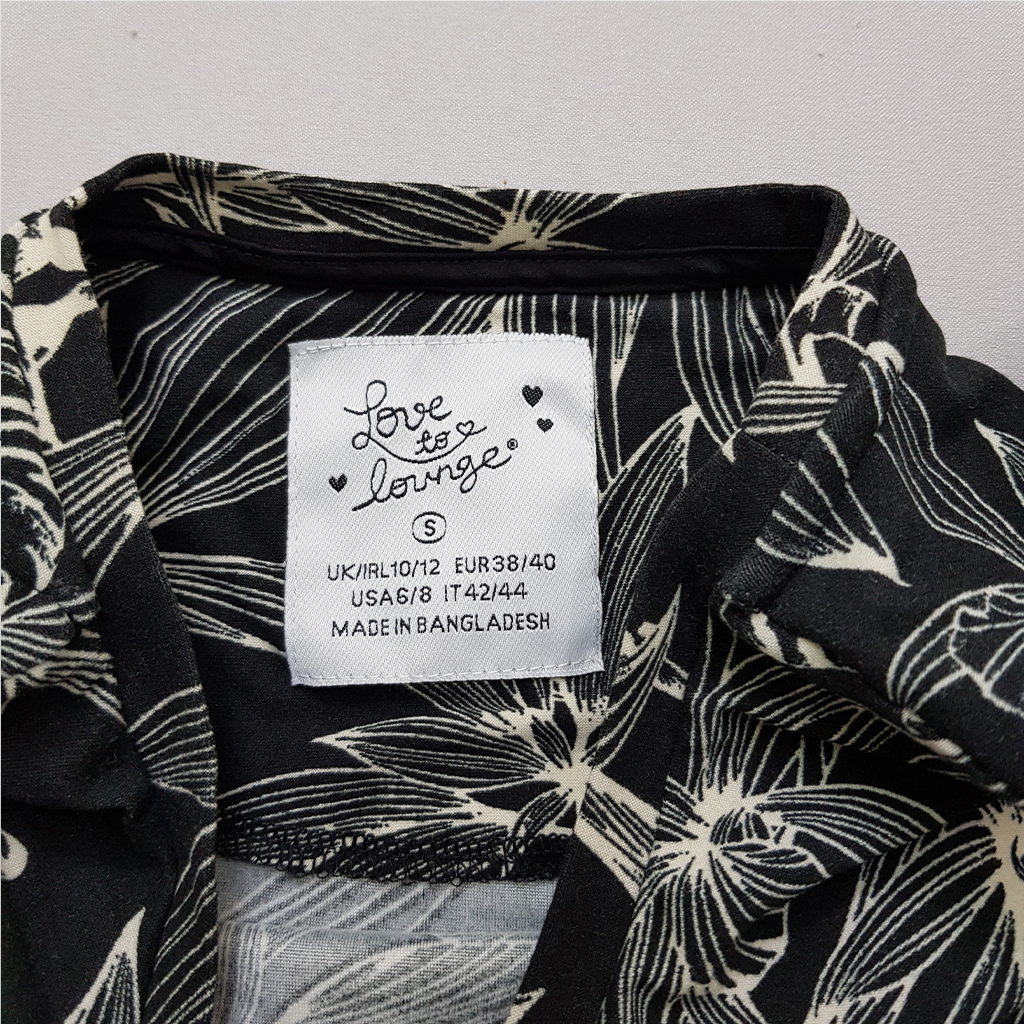 Love
to
lounge®
S
UK/IRL10/12 EUR38/40
USA6/8 IT42/44
MADE IN BANGLADESH